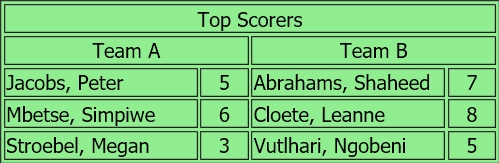 Top Scorers
Team A Team B
Jacobs, Peter 5 Abrahams, Shaheed 7
Mbetse, Simpiwe 6 Cloete, Leanne 8
Stroebel, Megan 3 Vutlhari, Ngobeni 5